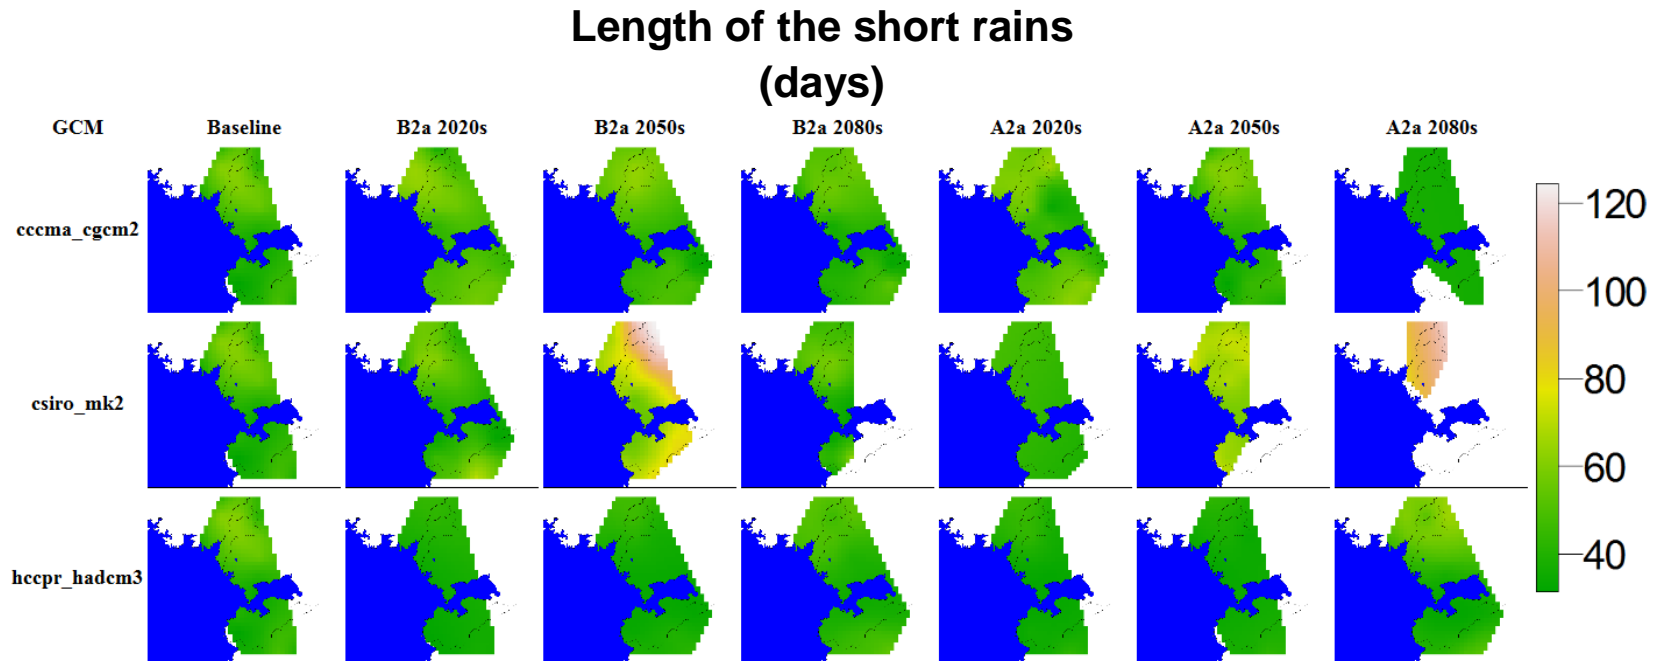 Length of the short rains
(days)
GCM Baseline B2a 2020s B2a 2050s B2a 2080s A2a 2020s A2a 2050s A2a 2080s
cccma_cgcm2
csiro_mk2
hccpr_hadcm3
120
100
80
60
40